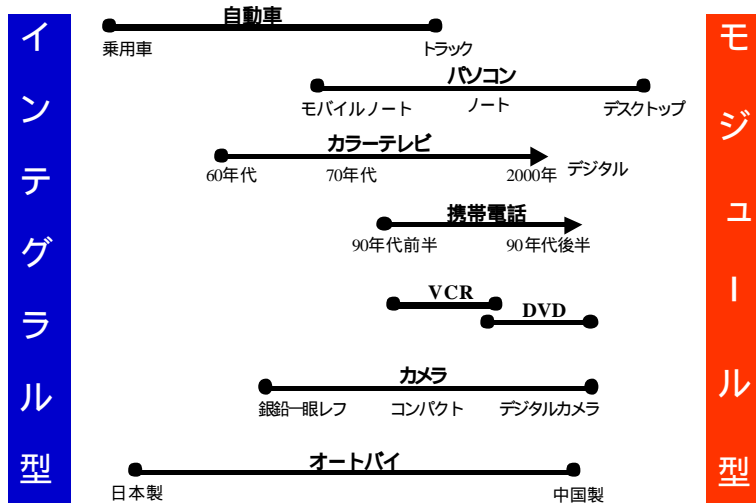 インテグラル型
自動車
乗用車 トラック
パソコン
モバイルノート ノート デスクトップ
カラーテレビ
60年代 70年代 2000年 デジタル
携帯電話
90年代前半 90年代後半
VCR
DVD
カメラ
銀鉛一眼レフ コンパクト デジタルカメラ
オートバイ
日本製 中国製
モジュール型